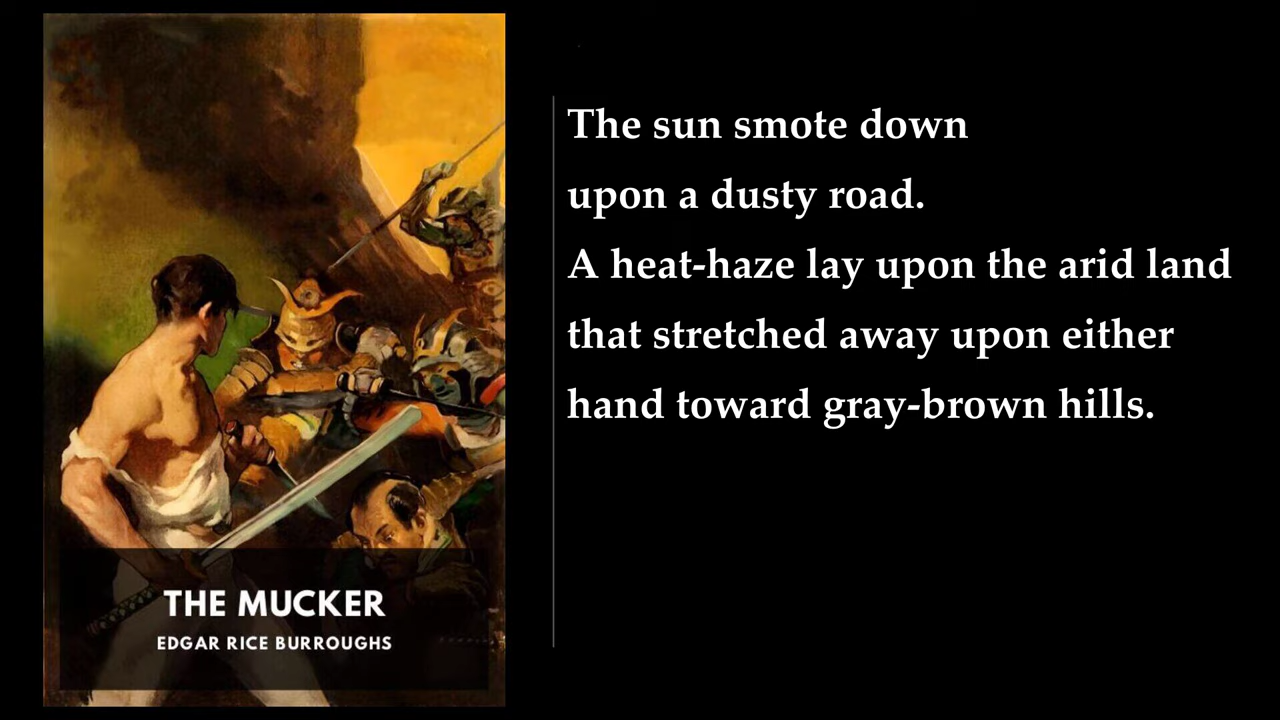 The sun smote down
upon a dusty road.
A heat-haze lay upon the arid land
that stretched away upon either
hand toward gray-brown hills.
THE MUCKER
EDGAR RICE BURROUGHS